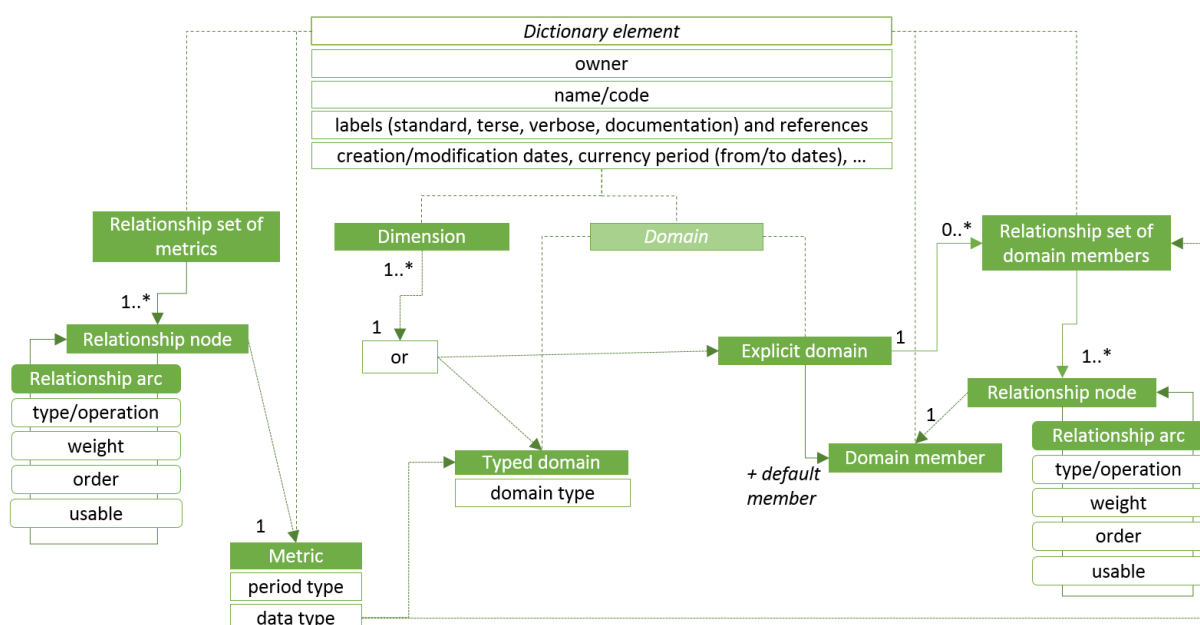 Dictionary element
owner
name/code
labels (standard, terse, verbose, documentation) and references
creation/modification dates, currency period (from/to dates), ...
Relationship set of
metrics
1..*
Relationship node
Relationship arc
type/operation
weight
order
usable
1
Metric
period type
data type
Dimension
1..*
1
or
Domain
Typed domain
domain type
Explicit domain
1
0..*
+ default
member
Relationship set of
domain members
1..*
Relationship node
1
Domain member
Relationship arc
type/operation
weight
order
usable